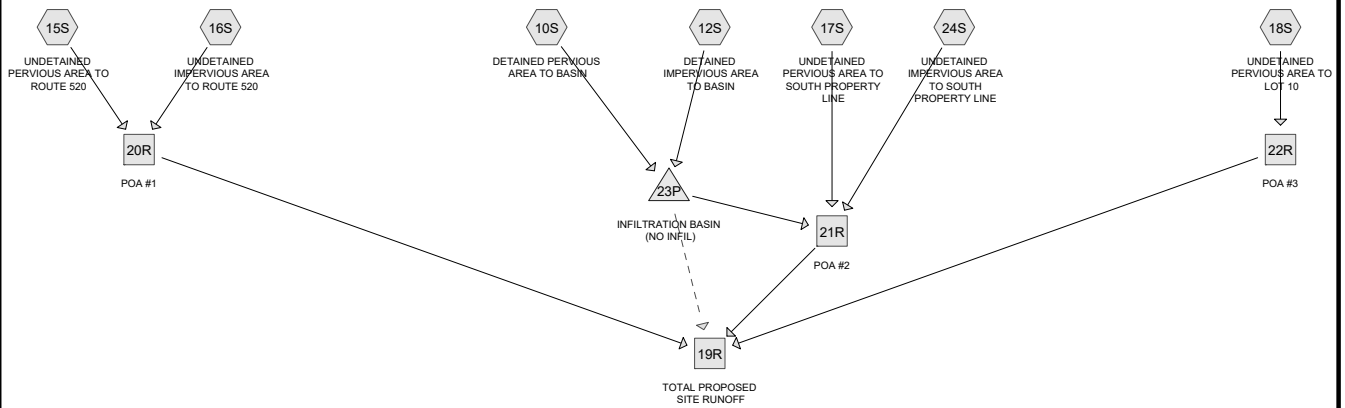 15S
UNDETAINED
PERVIOUS AREA TO
ROUTE 520
16S
UNDETAINED
IMPERVIOUS AREA
TO ROUTE 520
10S
DETAINED PERVIOUS
AREA TO BASIN
12S
DETAINED
IMPERVIOUS AREA
TO BASIN
17S
UNDETAINED
PERVIOUS AREA TO
SOUTH PROPERTY
LINE
24S
UNDETAINED
IMPERVIOUS AREA
TO SOUTH
PROPERTY LINE
18S
UNDETAINED
PERVIOUS AREA TO
LOT 10
20R
POA #1
23P
INFILTRATION BASIN
(NO INFIL)
21R
POA #2
22R
POA #3
19R
TOTAL PROPOSED
SITE RUNOFF